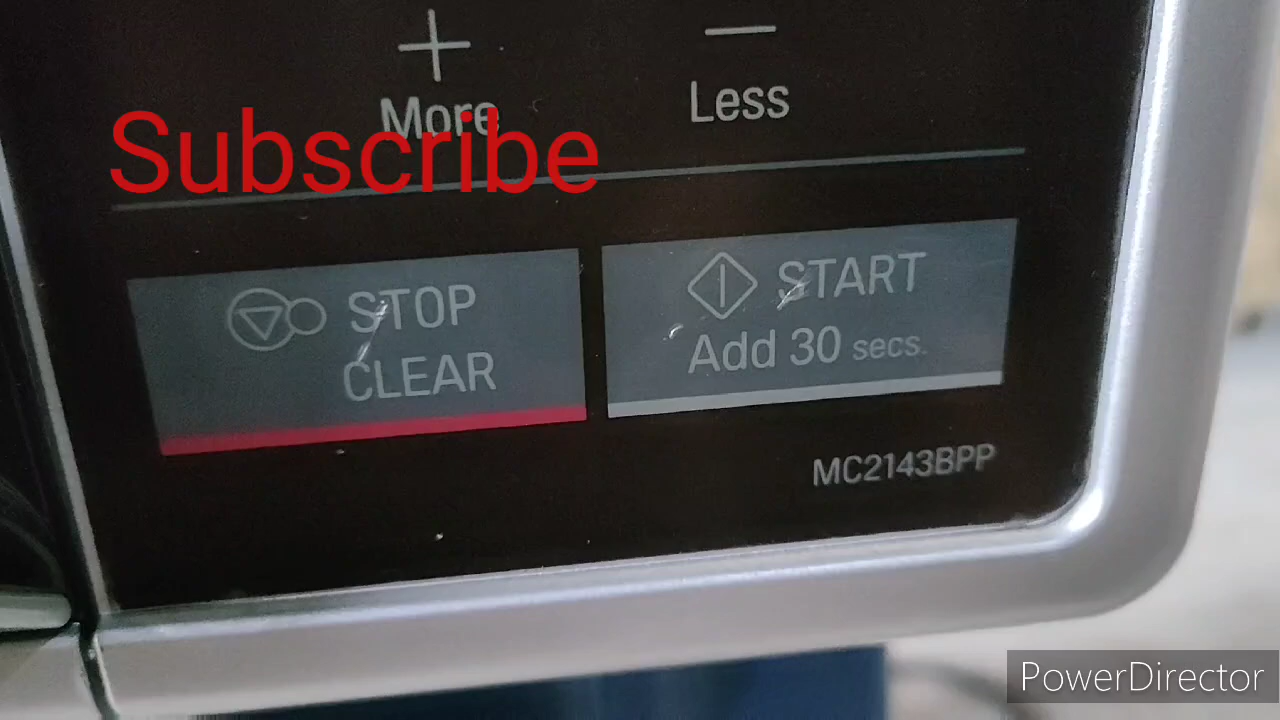 + −
More Less
Subscribe
STOP
CLEAR
START
Add 30 secs.
MC2143BPP
PowerDirector